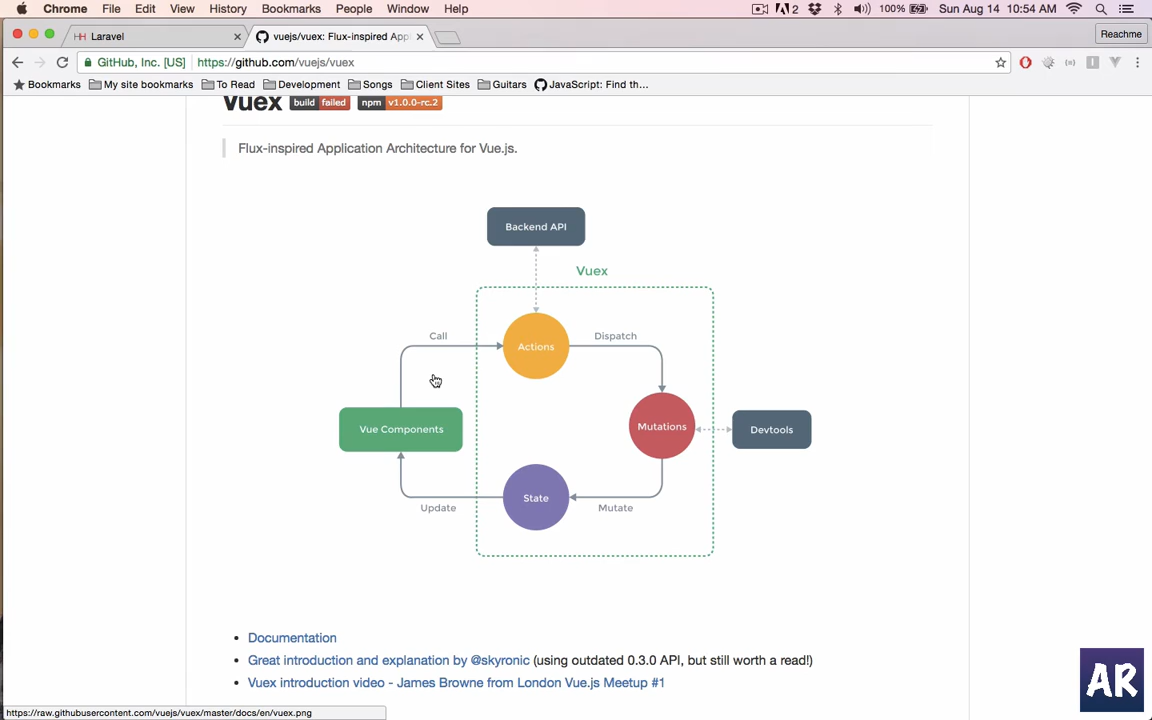 Chrome File Edit View History Bookmarks People Window Help 2 100% Sun Aug 14 10:54 AM
Laravel vuejs/vuex: Flux-inspired App Reachme
GitHub, Inc. [US] https://github.com/vuejs/vuex
Bookmarks My site bookmarks To Read Development Songs Client Sites Guitars JavaScript: Find th...
Vuex build failed npm v1.0.0-rc.2
Flux-inspired Application Architecture for Vue.js.
Backend API
Vuex
Call
Dispatch
Actions
Vue Components
Mutations
Devtools
State
Update
Mutate
• Documentation
• Great introduction and explanation by @skyronic (using outdated 0.3.0 API, but still worth a read!)
• Vuex introduction video - James Browne from London Vue.js Meetup #1
AR
https://raw.githubusercontent.com/vuejs/vuex/master/docs/en/vuex.png